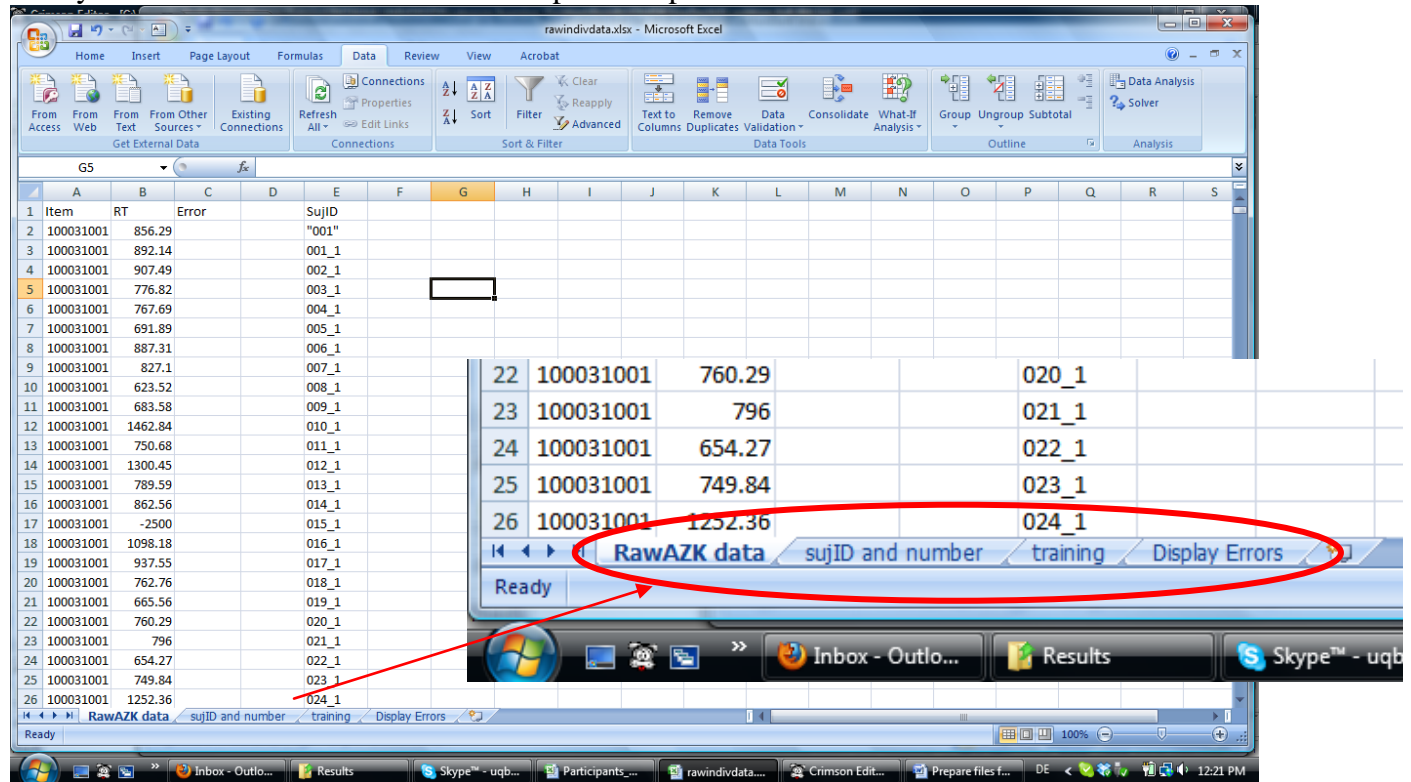 rawindivdata.xlsx - Microsoft Excel
Home Insert Page Layout Formulas Data Review View Acrobat
From Access From Web From Text From Other Sources Existing Connections
Get External Data
Refresh All Connections Properties Edit Links
Connections
Sort Filter Clear Reapply Advanced
Sort & Filter
Text to Columns Remove Duplicates Data Validation Consolidate What-If Analysis
Data Tools
Group Ungroup Subtotal
Outline
Data Analysis
Solver
Analysis
G5 fx
A B C D E F G H I J K L M N O P Q R S
1 Item RT Error SujID
2 100031001 856.29 "001"
3 100031001 892.14 001_1
4 100031001 907.49 002_1
5 100031001 776.82 003_1
6 100031001 767.69 004_1
7 100031001 691.89 005_1
8 100031001 887.31 006_1
9 100031001 827.1 007_1
10 100031001 623.52 008_1
11 100031001 683.58 009_1
12 100031001 1462.84 010_1
13 100031001 750.68 011_1
14 100031001 1300.45 012_1
15 100031001 789.59 013_1
16 100031001 862.56 014_1
17 100031001 -2500 015_1
18 100031001 1098.18 016_1
19 100031001 937.55 017_1
20 100031001 762.76 018_1
21 100031001 665.56 019_1
22 100031001 760.29 020_1
23 100031001 796 021_1
24 100031001 654.27 022_1
25 100031001 749.84 023_1
26 100031001 1252.36 024_1
RawAZK data sujID and number training Display Errors
Ready 100%
22 100031001 760.29 020_1
23 100031001 796 021_1
24 100031001 654.27 022_1
25 100031001 749.84 023_1
26 100031001 1252.36 024_1
RawAZK data sujID and number training Display Errors
Ready
Inbox - Outlo... Results Skype™ - uqb
Inbox - Outlo... Results Skype™ - uqb... Participants_... rawindivdata.... Crimson Edit... Prepare files f... DE 12:21 PM